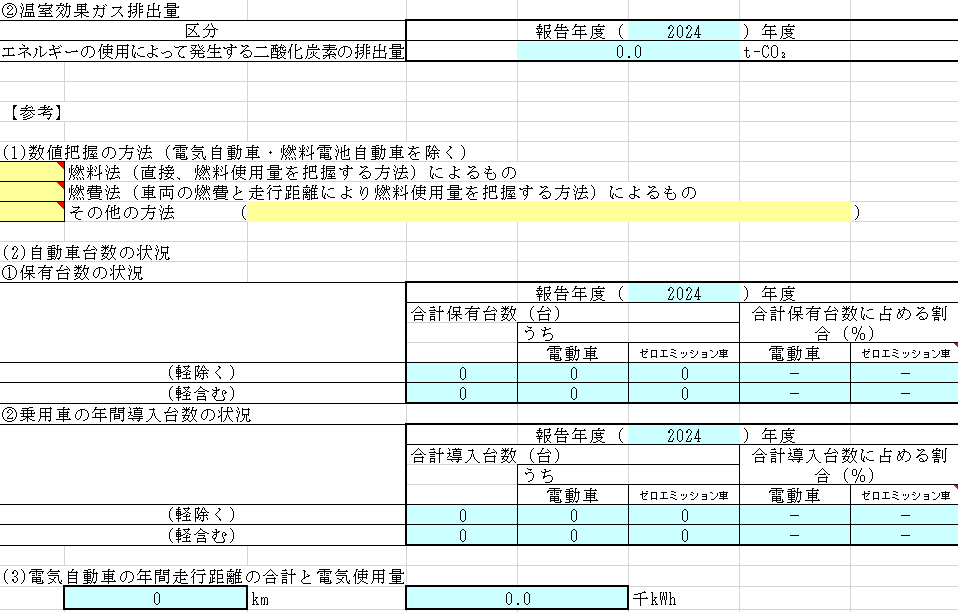 ②温室効果ガス排出量
区分 報告年度（ 2024 ）年度
エネルギーの使用によって発生する二酸化炭素の排出量 0.0 t-CO₂
【参考】
(1)数値把握の方法（電気自動車・燃料電池自動車を除く）
燃料法（直接、燃料使用量を把握する方法）によるもの
燃費法（車両の燃費と走行距離により燃料使用量を把握する方法）によるもの
その他の方法 （ ）
(2)自動車台数の状況
①保有台数の状況
報告年度（ 2024 ）年度
合計保有台数（台） 合計保有台数に占める割
うち 合（%）
電動車 ゼロエミッション車 電動車 ゼロエミッション車
（軽除く） 0 0 0 － －
（軽含む） 0 0 0 － －
②乗用車の年間導入台数の状況
報告年度（ 2024 ）年度
合計導入台数（台） 合計導入台数に占める割
うち 合（%）
電動車 ゼロエミッション車 電動車 ゼロエミッション車
（軽除く） 0 0 0 － －
（軽含む） 0 0 0 － －
(3)電気自動車の年間走行距離の合計と電気使用量
0 km 0.0 千kWh